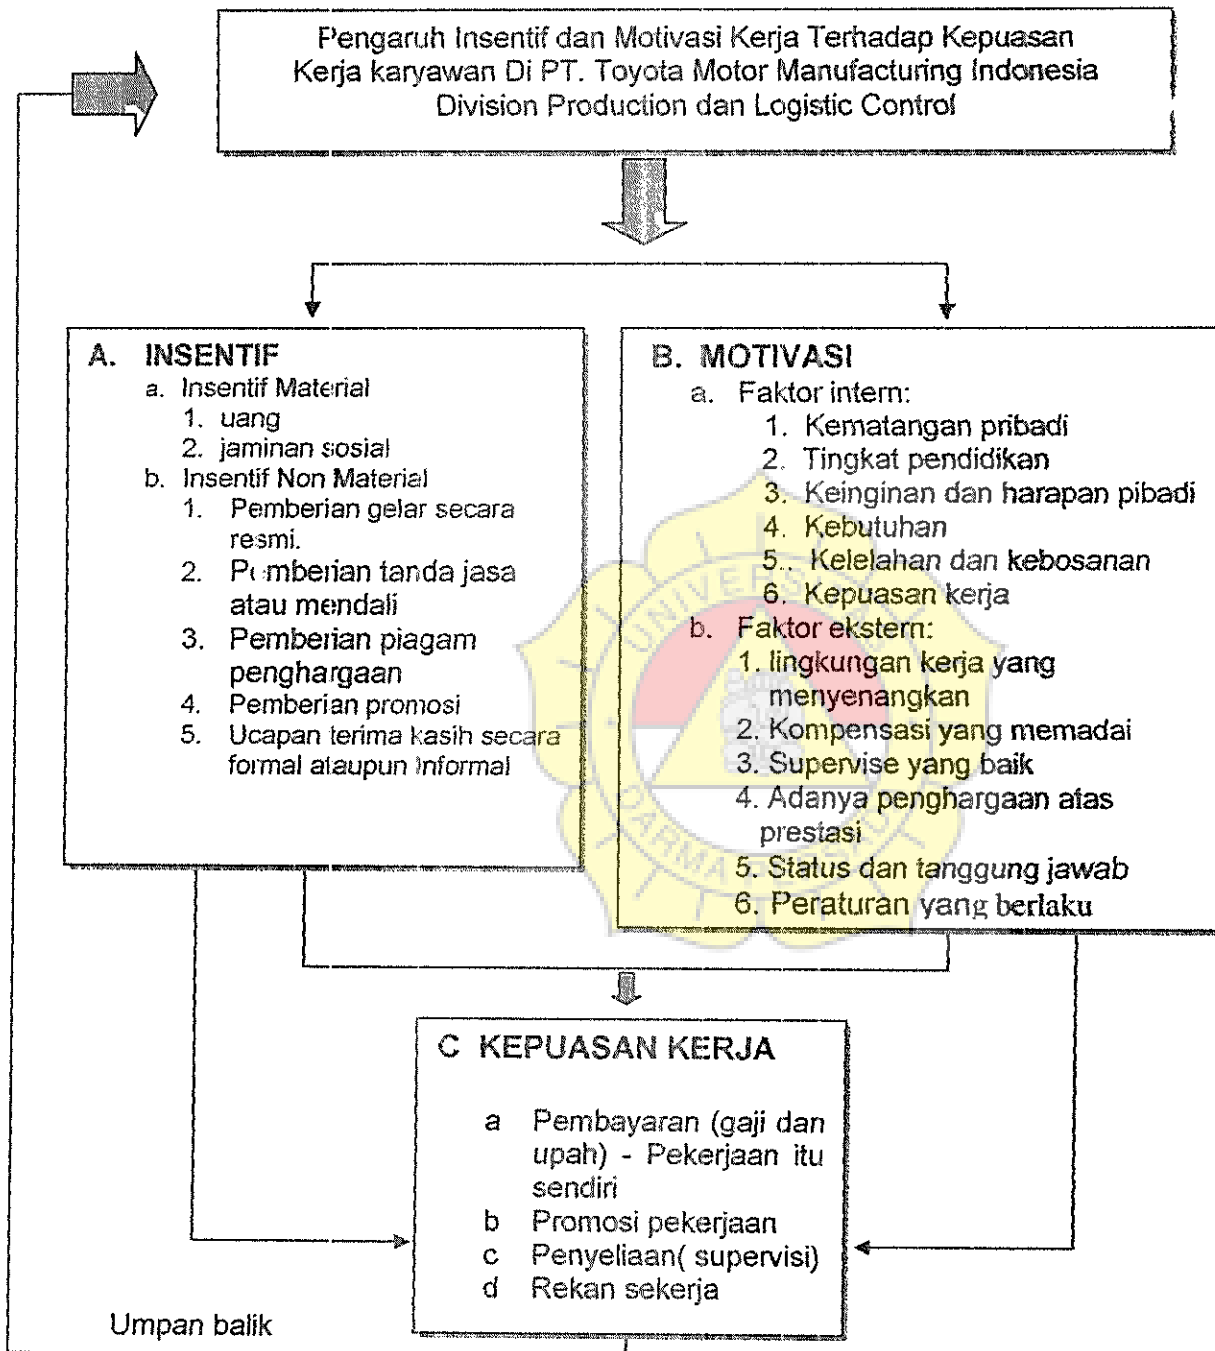 Pengaruh Insentif dan Motivasi Kerja Terhadap Kepuasan
Kerja karyawan Di PT. Toyota Motor Manufacturing Indonesia
Division Production dan Logistic Control
A. INSENTIF
a. Insentif Material
1. uang
2. jaminan sosial
b. Insentif Non Material
1. Pemberian gelar secara
resmi.
2. Pemberian tanda jasa
atau mendali
3. Pemberian piagam
penghargaan
4. Pemberian promosi
5. Ucapan terima kasih secara
formal ataupun Informal
B. MOTIVASI
a. Faktor intern:
1. Kematangan pribadi
2. Tingkat pendidikan
3. Keinginan dan harapan pibadi
4. Kebutuhan
5.. Kelelahan dan kebosanan
6. Kepuasan kerja
b. Faktor ekstern:
1. lingkungan kerja yang
menyenangkan
2. Kompensasi yang memadai
3. Supervise yang baik
4. Adanya penghargaan atas
prestasi
5. Status dan tanggung jawab
6. Peraturan yang berlaku
UNIVERSITAS
DARMA PERSADA
C KEPUASAN KERJA
a Pembayaran (gaji dan
upah) - Pekerjaan itu
sendiri
b Promosi pekerjaan
c Penyeliaan( supervisi)
d Rekan sekerja
Umpan balik